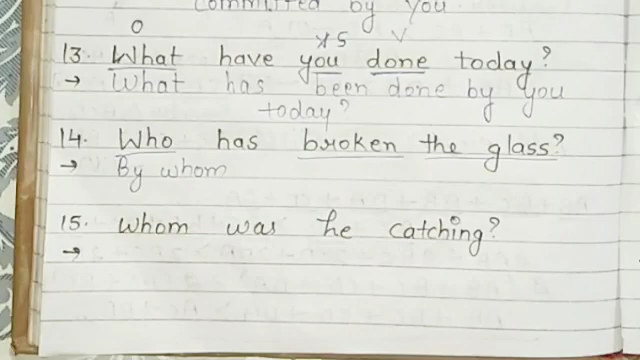 committed by you.
O S V
13. What have you done today?
→ What has been done by you
today?
14. Who has broken the glass?
→ By whom
15. Whom was he catching?
→